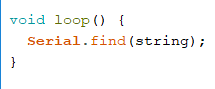 void loop() {
  Serial.find(string);
}